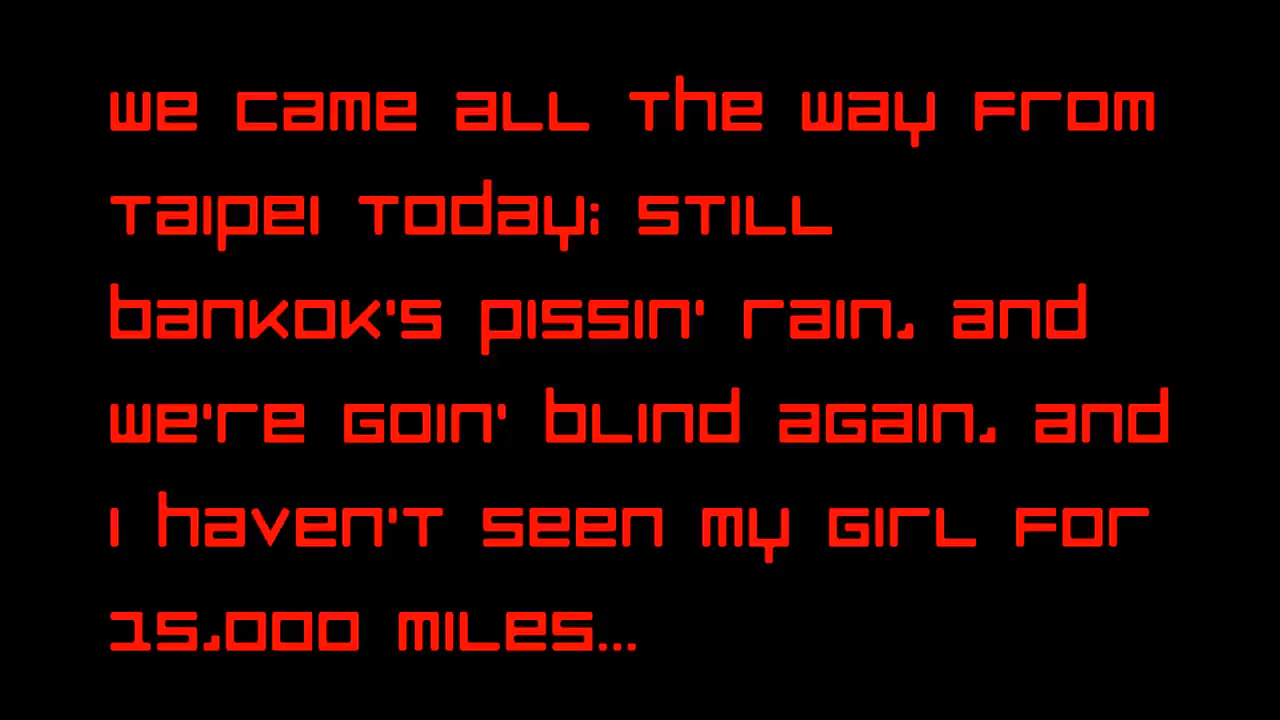 we came all the way from
Taipei Today; still
bankok's pissin' rain, and
we're goin' blind again, and
I haven't seen my girl for
15,000 miles...